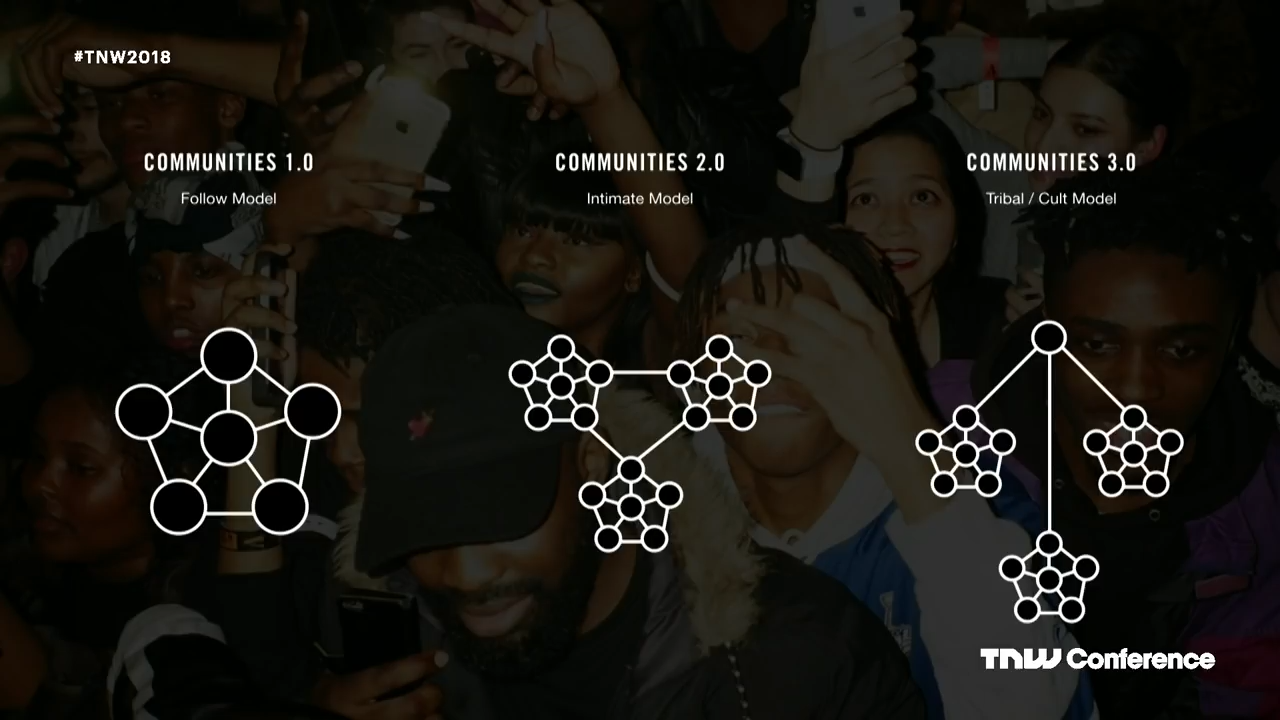 #TNW2018
COMMUNITIES 1.0
Follow Model
COMMUNITIES 2.0
Intimate Model
COMMUNITIES 3.0
Tribal / Cult Model
TNW Conference